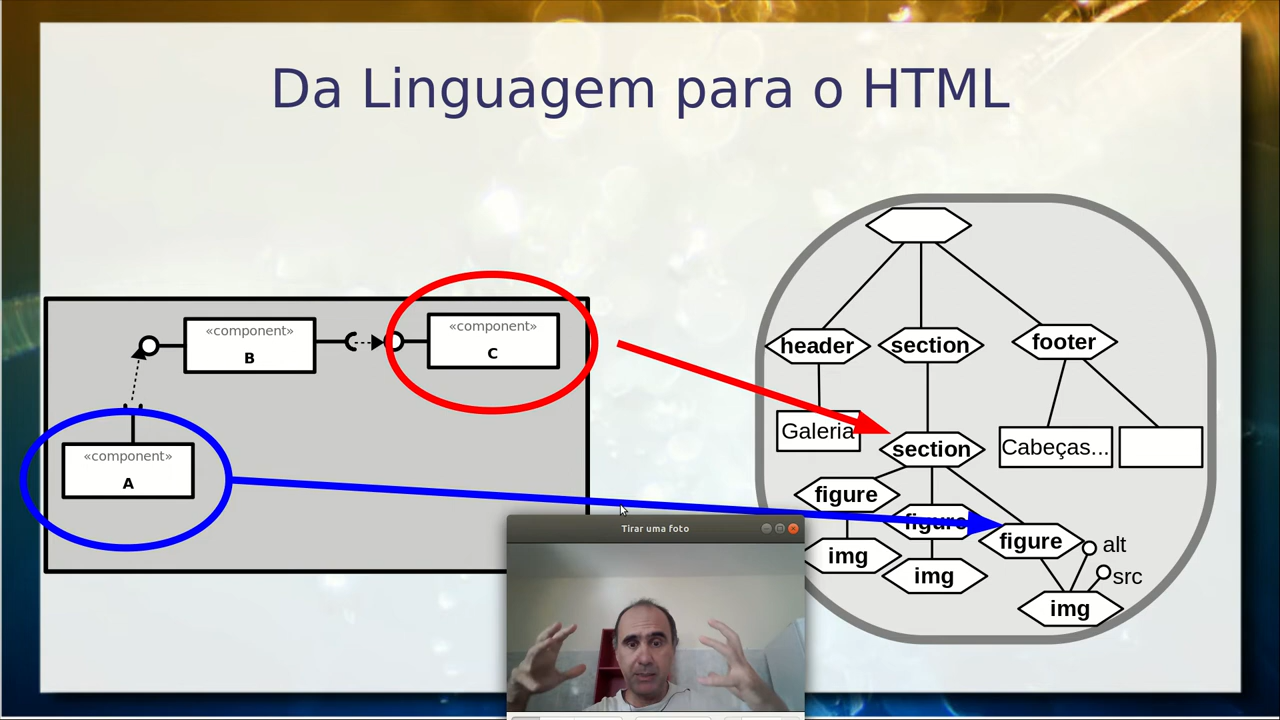 Da Linguagem para o HTML
«component»
B
«component»
C
«component»
A
header
section
footer
Galeria
section
Cabeças...
figure
figure
figure
alt
img
img
src
img
Tirar uma foto